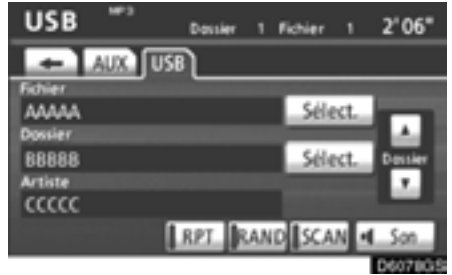 USB MP3 Dossier 1 Fichier 1 2'06"
AUX USB
Fichier
AAAAA Sélect.
Dossier
BBBBB Sélect. Dossier
Artiste
CCCCC
RPT RAND SCAN Son
D6078GS